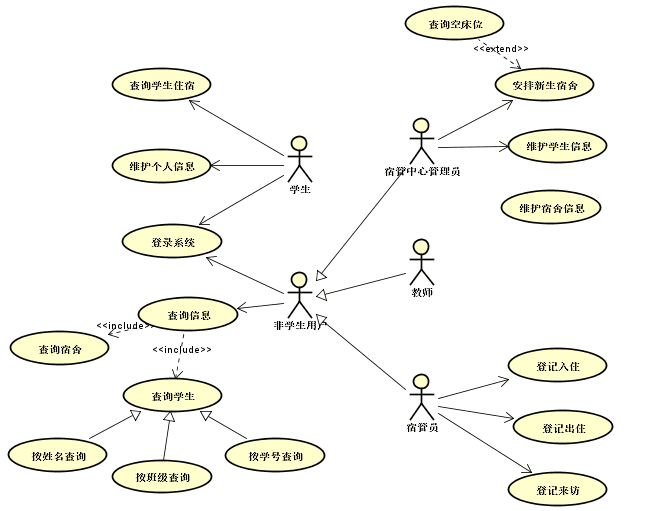 查询空床位
<<extend>>
查询学生住宿
安排新生宿舍
维护个人信息
学生
宿管中心管理员
维护学生信息
维护宿舍信息
登录系统
教师
查询信息
非学生用户
<<include>>
查询宿舍
<<include>>
登记入住
查询学生
宿管员
登记出住
按姓名查询
按班级查询
按学号查询
登记来访